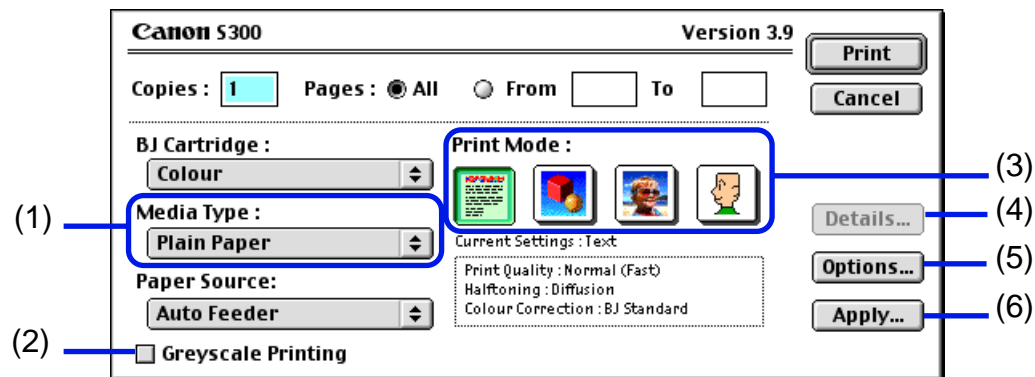 Canon S300 Version 3.9
Print
Copies : 1 Pages : All From To
Cancel
BJ Cartridge :
Colour
Print Mode :
(3)
(1)
Media Type :
Plain Paper
(4)
Details...
Current Settings : Text
Print Quality : Normal (Fast)
Halftoning : Diffusion
Colour Correction : BJ Standard
(5)
Options...
Paper Source:
Auto Feeder
(6)
Apply...
(2)
Greyscale Printing